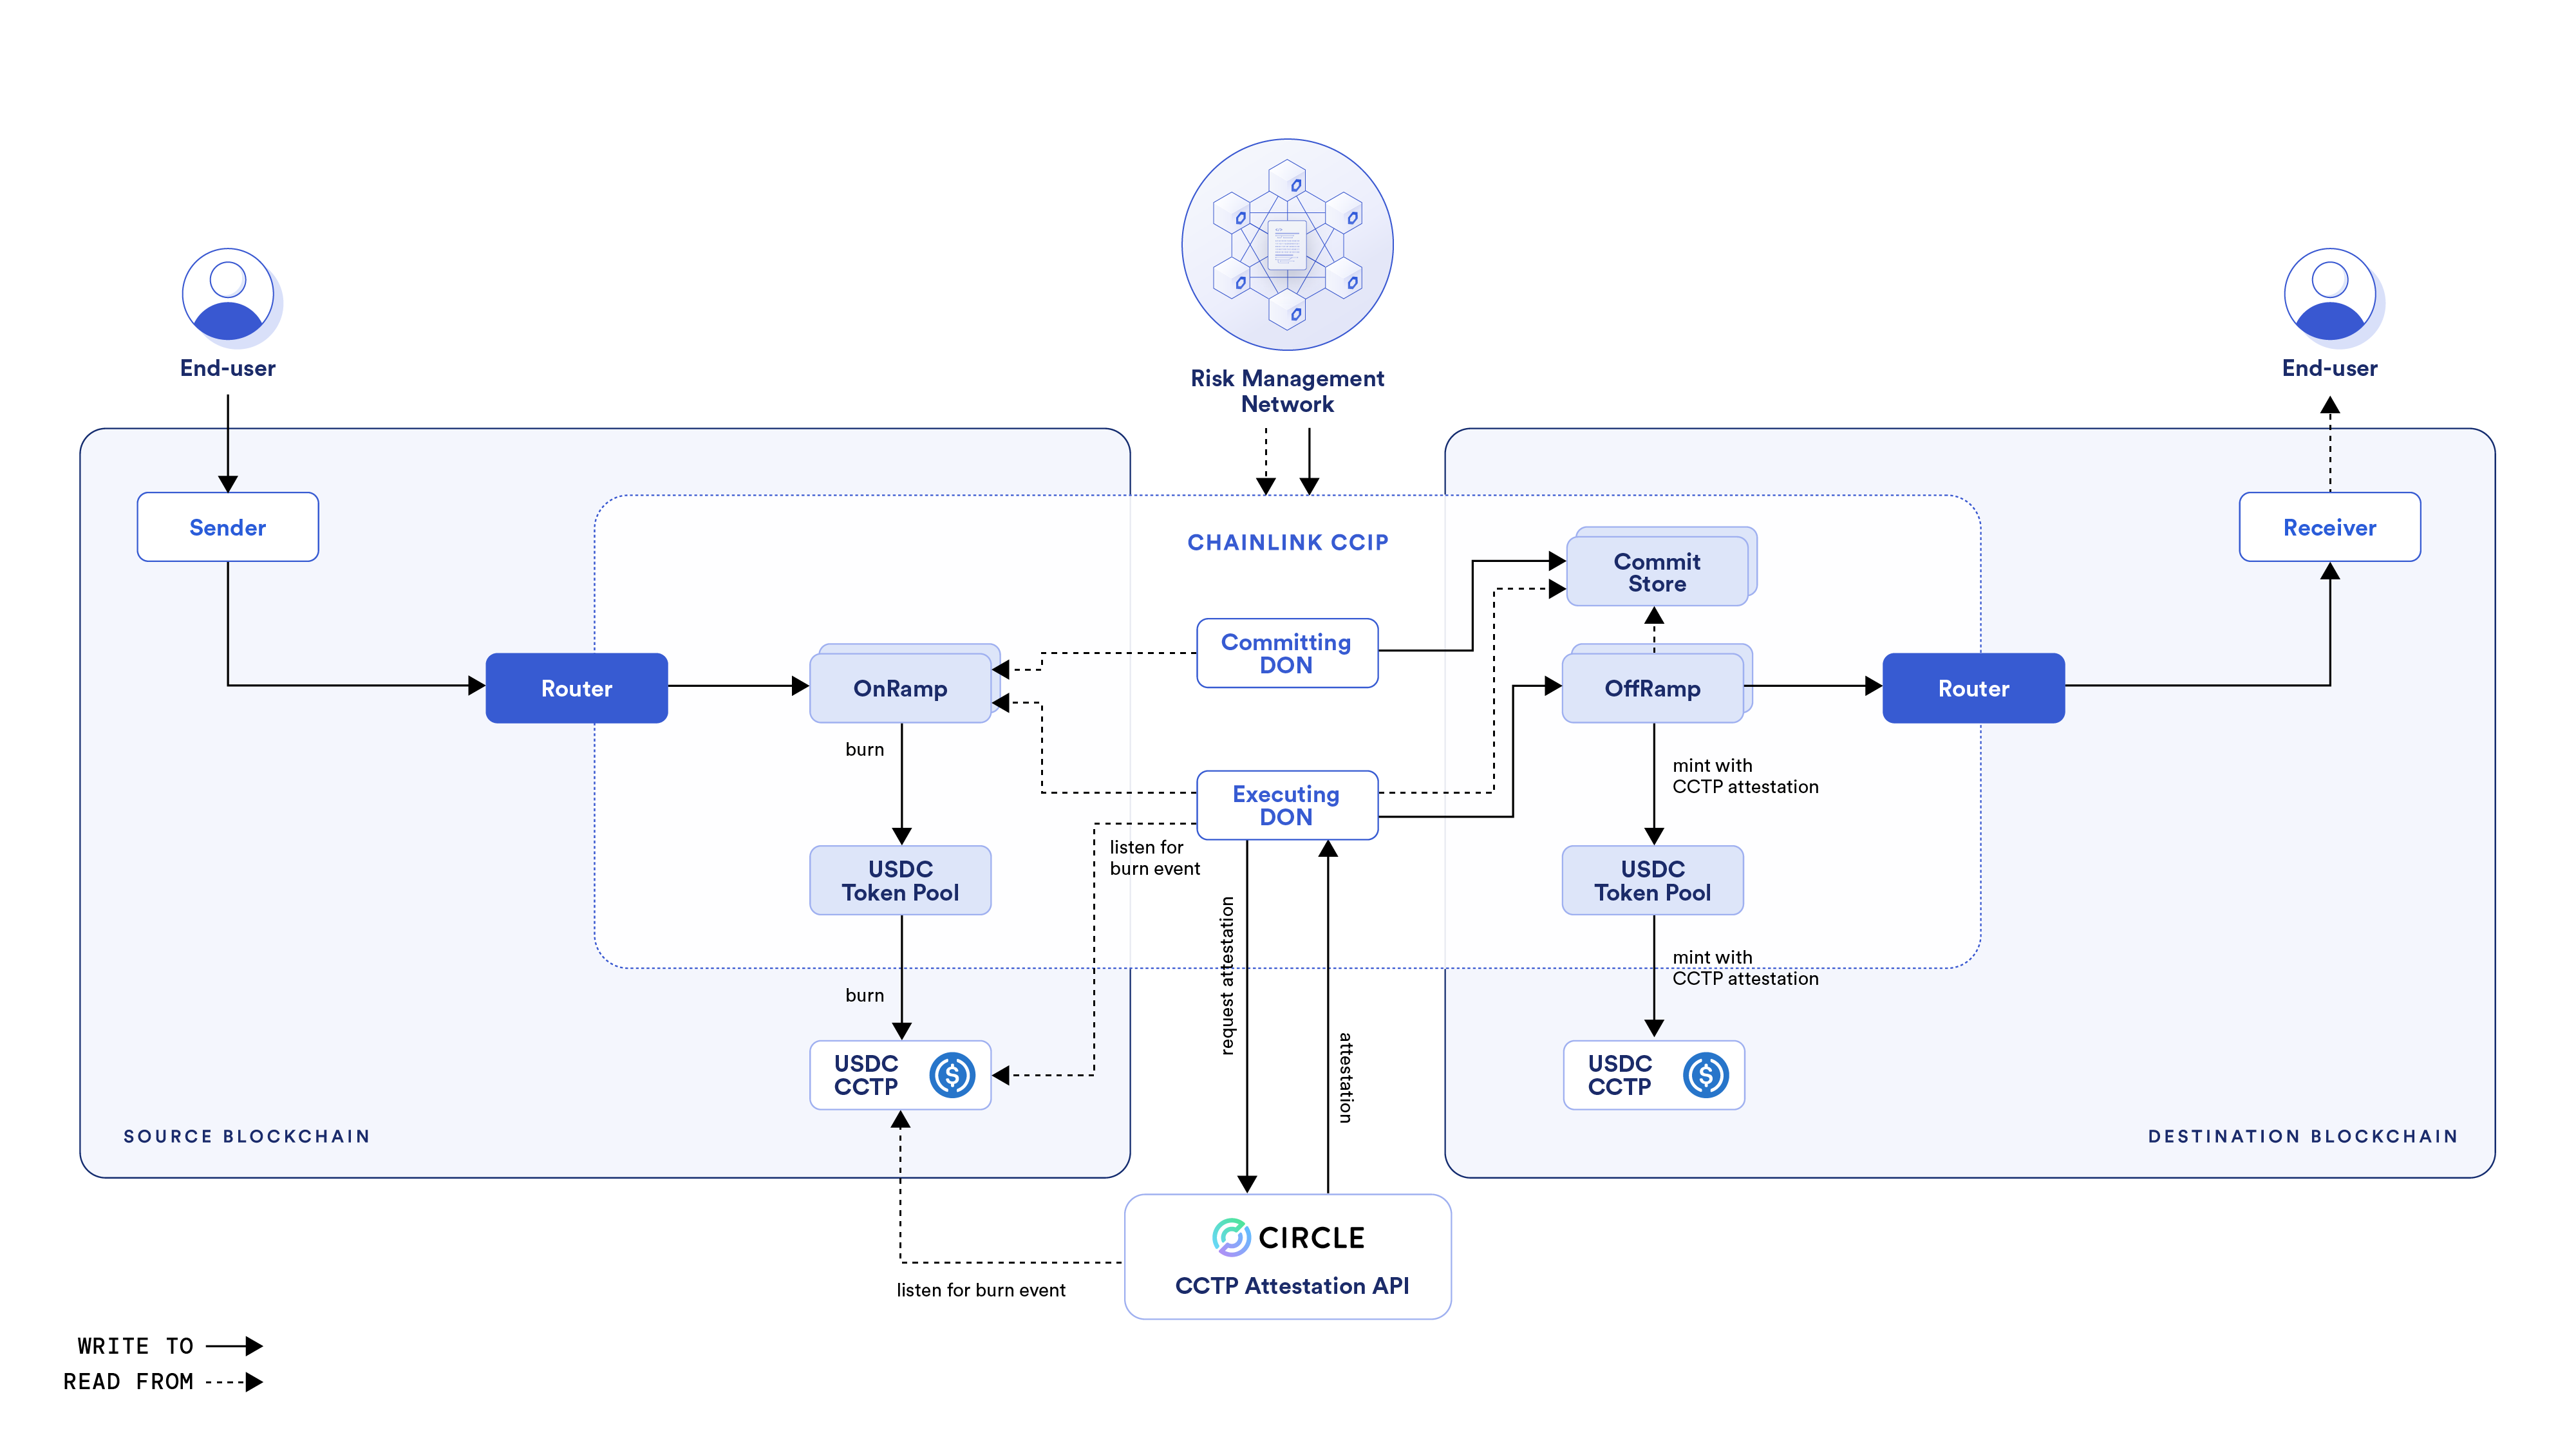 End-user
Risk Management
Network
End-user
Sender
CHAINLINK CCIP
Commit
Store
Receiver
Committing
DON
Router
OnRamp
OffRamp
Router
burn
mint with
CCTP attestation
Executing
DON
listen for
burn event
USDC
Token Pool
USDC
Token Pool
request attestation
mint with
CCTP attestation
burn
attestation
USDC
CCTP
USDC
CCTP
SOURCE BLOCKCHAIN
DESTINATION BLOCKCHAIN
CIRCLE
CCTP Attestation API
listen for burn event
WRITE TO
READ FROM